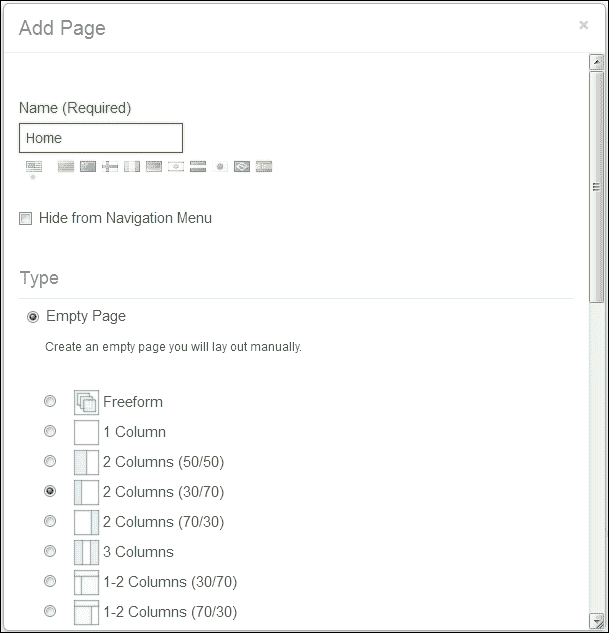 Add Page
×
Name (Required)
Home
Hide from Navigation Menu
Type
Empty Page
Create an empty page you will lay out manually.
Freeform
1 Column
2 Columns (50/50)
2 Columns (30/70)
2 Columns (70/30)
3 Columns
1-2 Columns (30/70)
1-2 Columns (70/30)